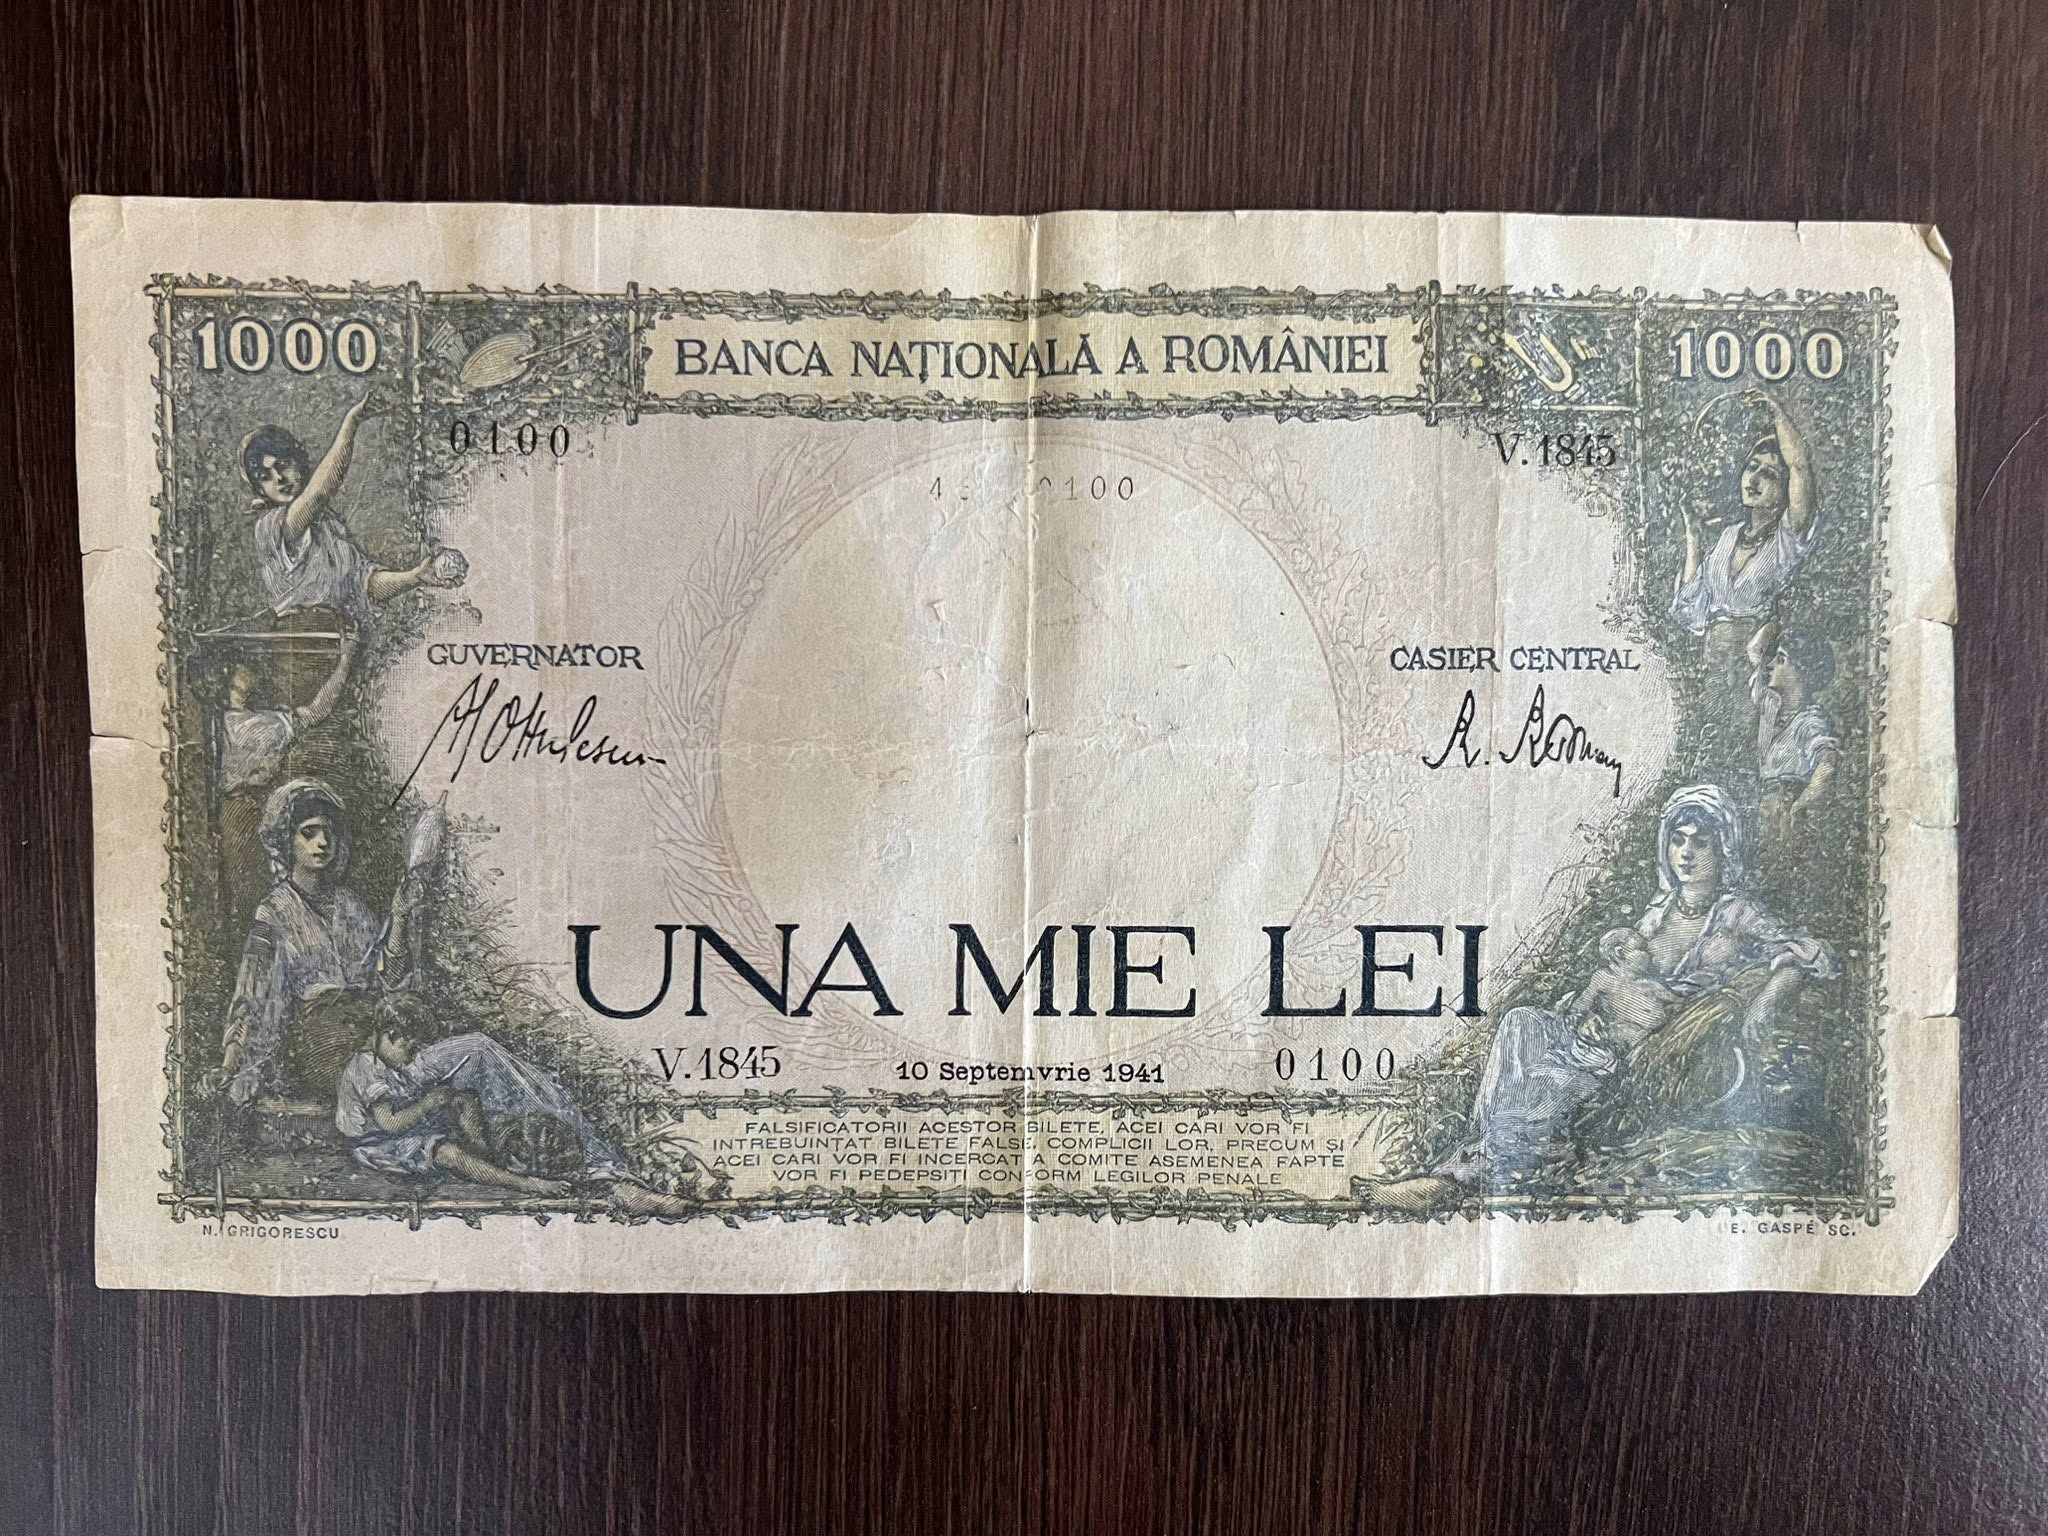 1000
BANCA NAȚIONALĂ A ROMÂNIEI
1000
0100
V.1845
0100
GUVERNATOR
CASIER CENTRAL
UNA MIE LEI
V.1845
10 Septemvrie 1941
0100
FALSIFICATORII ACESTOR BILETE, ACEI CARI VOR FI
INTREBUINȚAT BILETE FALSE, COMPLICII LOR, PRECUM ȘI
ACEI CARI VOR FI INCERCAT A COMITE ASEMENEA FAPTE
VOR FI PEDEPSIȚI CONFORM LEGILOR PENALE
N. GRIGORESCU
E. GASPÉ SC.